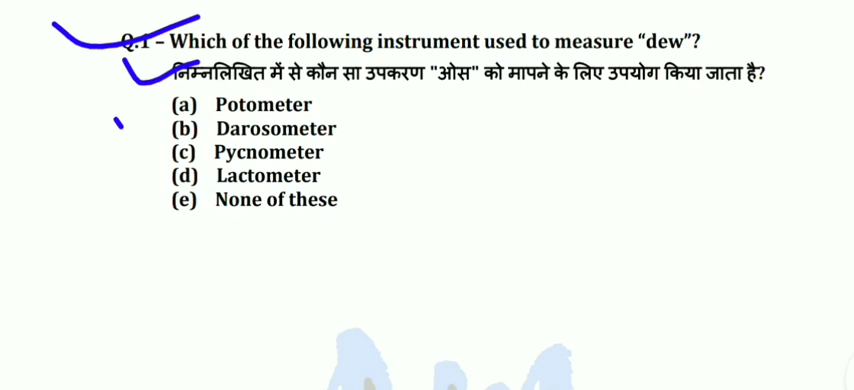 Q.1 – Which of the following instrument used to measure “dew”?
निम्नलिखित में से कौन सा उपकरण "ओस" को मापने के लिए उपयोग किया जाता है?
(a) Potometer
(b) Darosometer
(c) Pycnometer
(d) Lactometer
(e) None of these